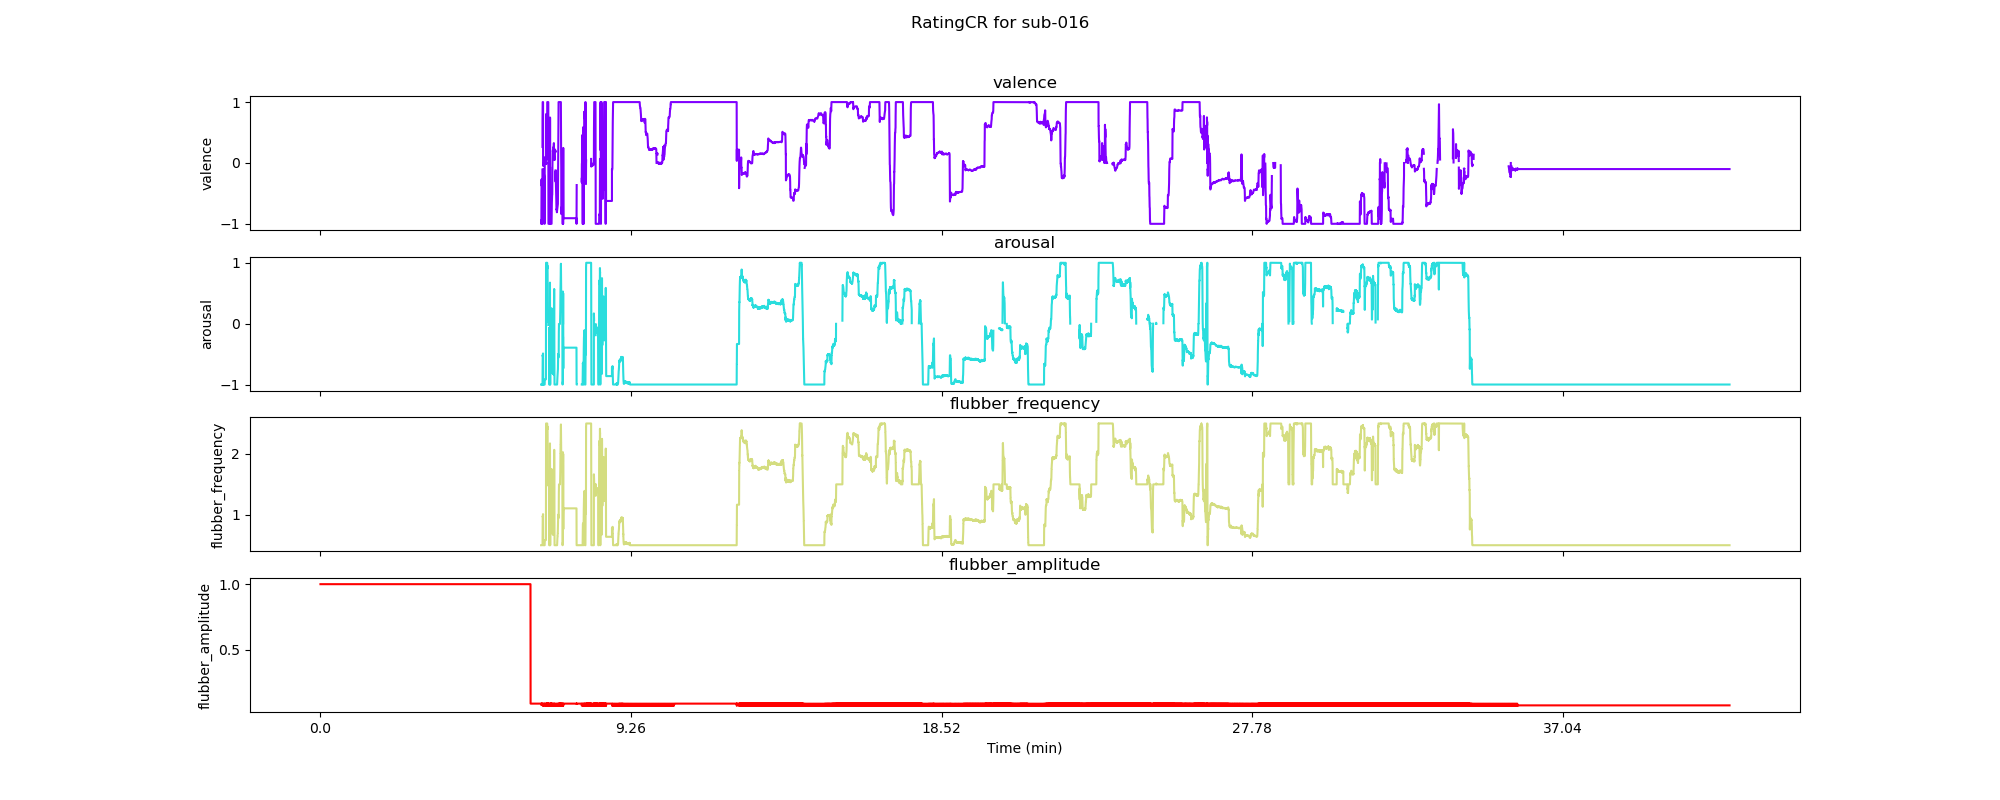 RatingCR for sub-016
valence
valence
1
0
−1
arousal
arousal
1
0
−1
flubber_frequency
flubber_frequency
2
1
flubber_amplitude
flubber_amplitude
1.0
0.5
0.0 9.26 18.52 27.78 37.04
Time (min)